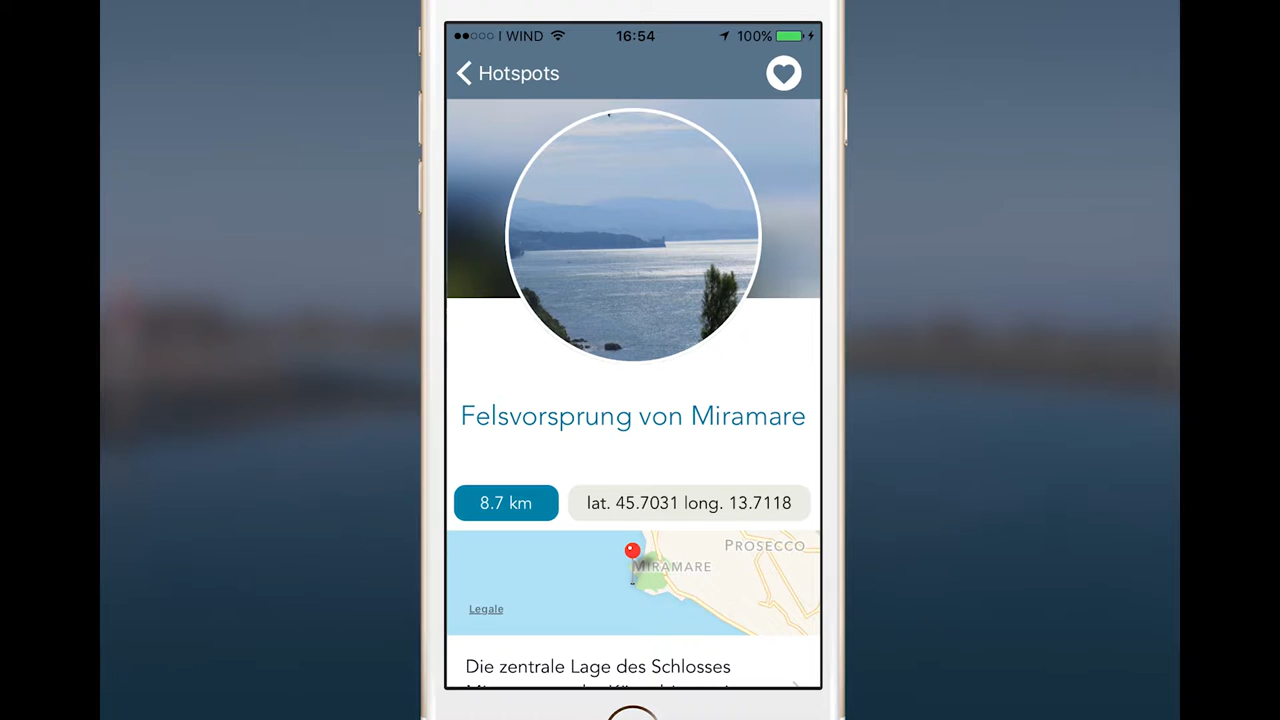 I WIND 16:54 100%
Hotspots
Felsvorsprung von Miramare
8.7 km lat. 45.7031 long. 13.7118
PROSECCO
MIRAMARE
Legale
Die zentrale Lage des Schlosses